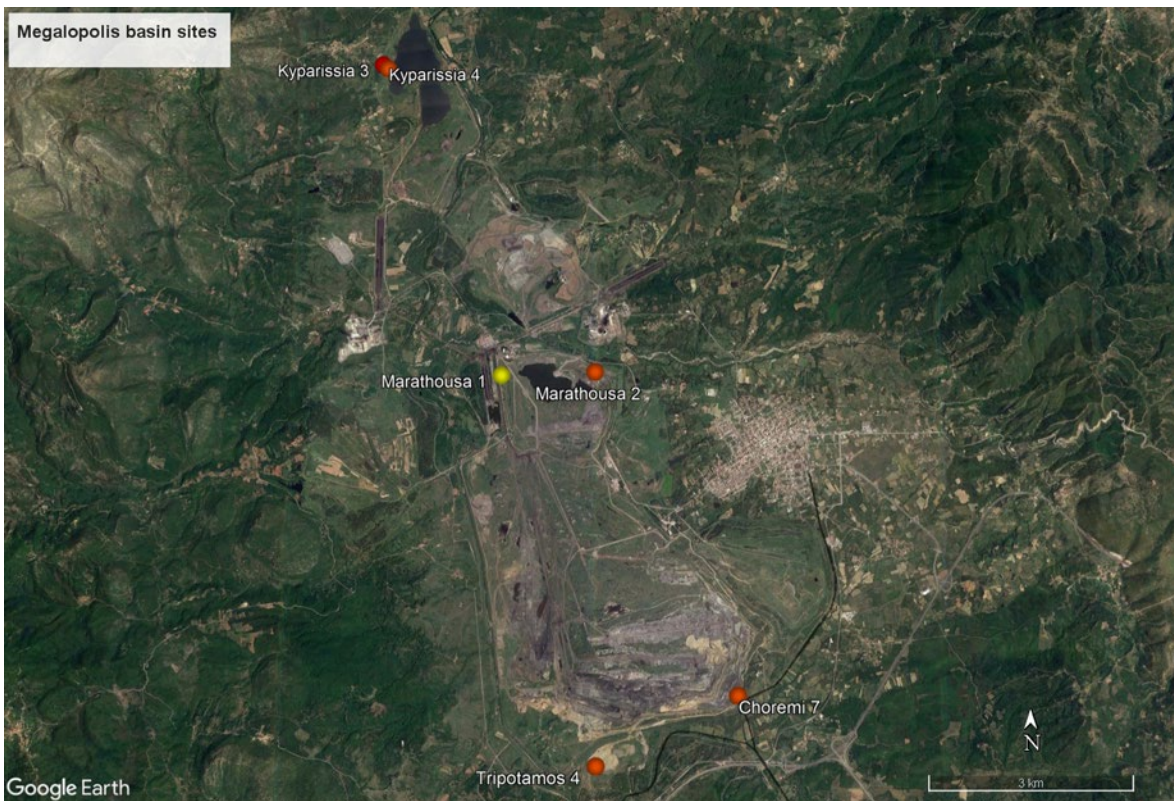 Megalopolis basin sites
Kyparissia 3
Kyparissia 4
Marathousa 1
Marathousa 2
Choremi 7
Tripotamos 4
N
3 km
Google Earth